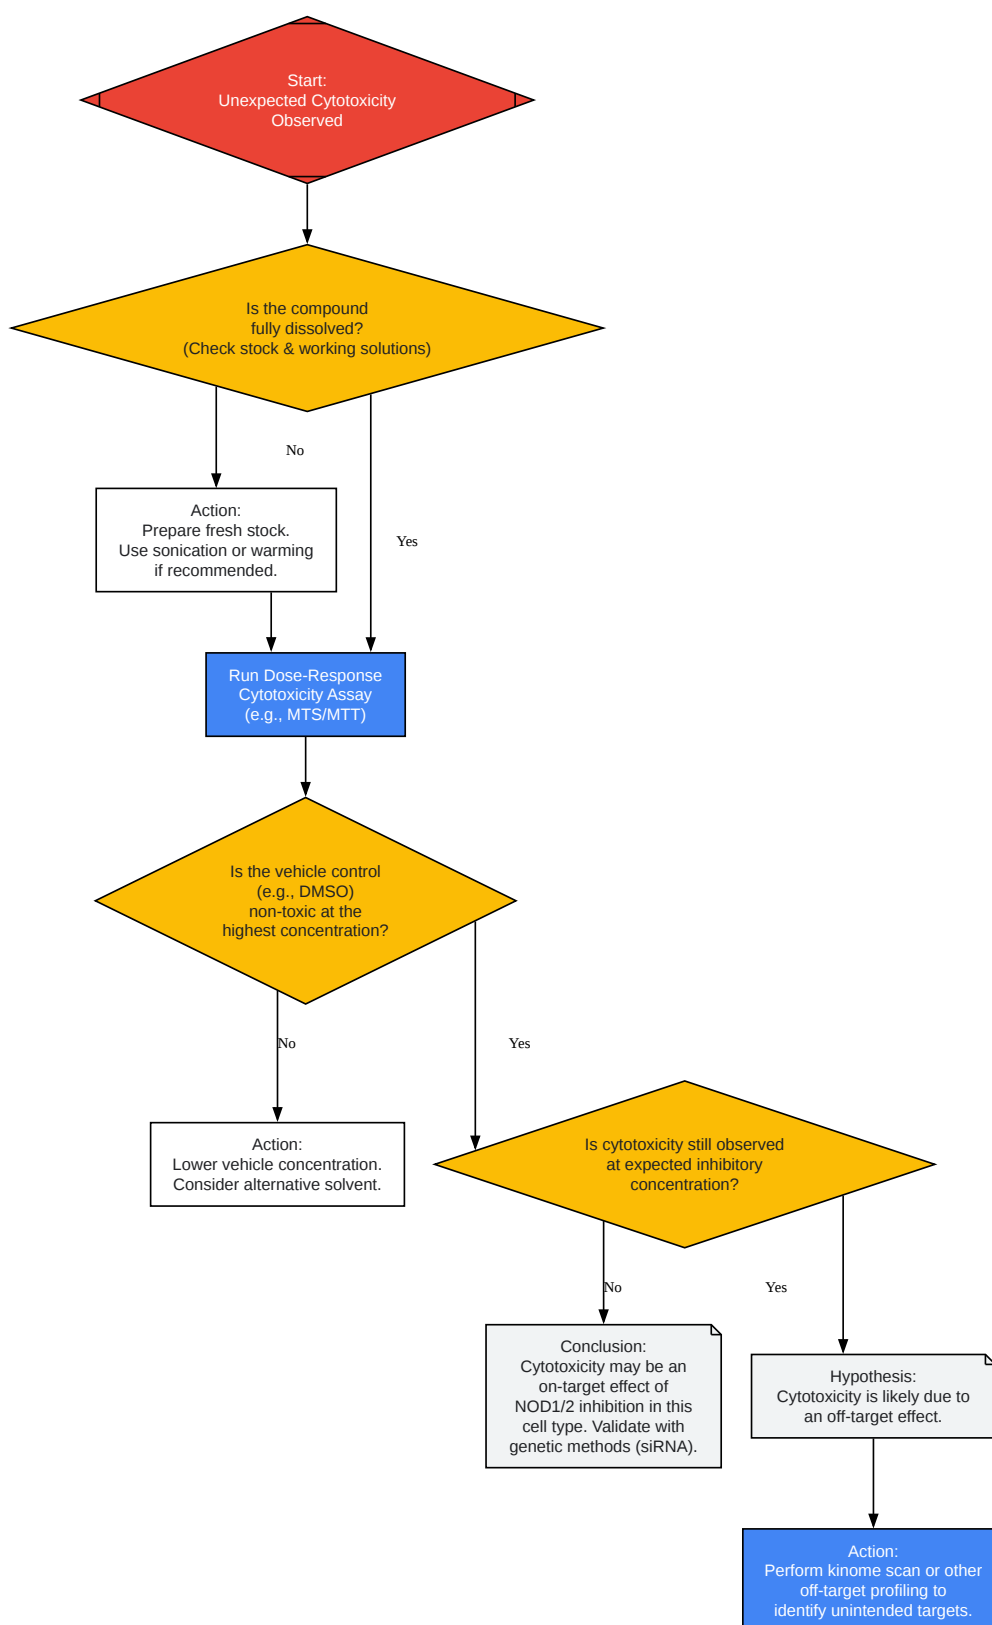 Start:
Unexpected Cytotoxicity
Observed
Is the compound
fully dissolved?
(Check stock & working solutions)
No
Action:
Prepare fresh stock.
Use sonication or warming
if recommended.
Yes
Run Dose-Response
Cytotoxicity Assay
(e.g., MTS/MTT)
Is the vehicle control
(e.g., DMSO)
non-toxic at the
highest concentration?
No
Yes
Action:
Lower vehicle concentration.
Consider alternative solvent.
Is cytotoxicity still observed
at expected inhibitory
concentration?
No
Yes
Conclusion:
Cytotoxicity may be an
on-target effect of
NOD1/2 inhibition in this
cell type. Validate with
genetic methods (siRNA).
Hypothesis:
Cytotoxicity is likely due to
an off-target effect.
Action:
Perform kinome scan or other
off-target profiling to
identify unintended targets.